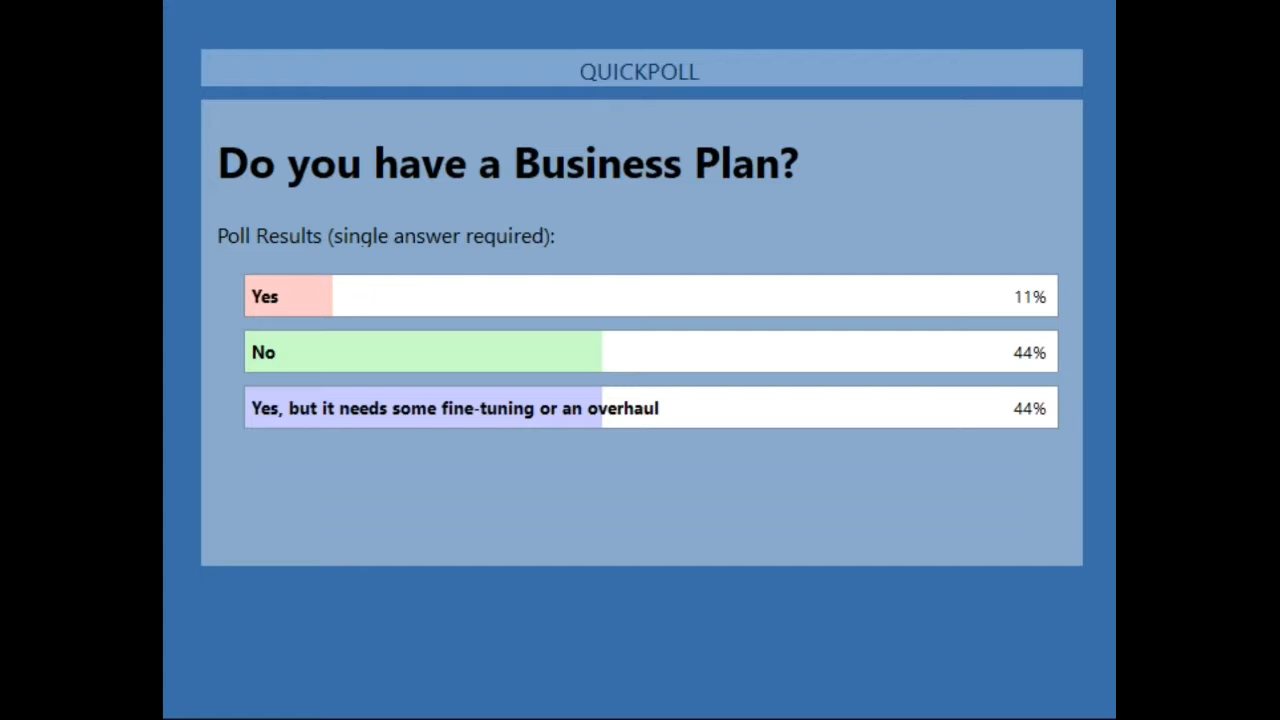 QUICKPOLL
Do you have a Business Plan?
Poll Results (single answer required):
Yes 11%
No 44%
Yes, but it needs some fine-tuning or an overhaul 44%